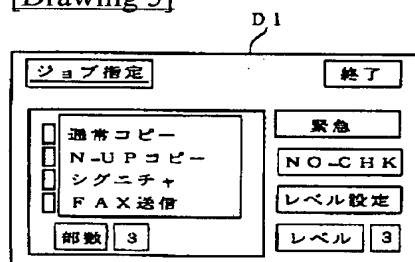 [Drawing 5]
D1
ジョブ指定
終了
通常コピー
N-UPコピー
シグニチャ
FAX送信
部数 3
緊急
NO-CHK
レベル設定
レベル 3